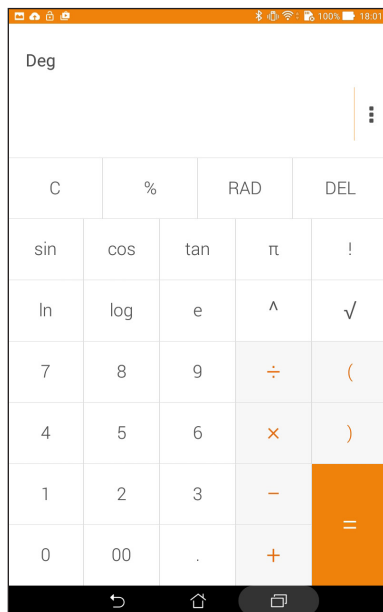 100% 18:01
Deg
C % RAD DEL
sin cos tan π !
ln log e ^ √
7 8 9 ÷ (
4 5 6 × )
1 2 3 − =
0 00 . +